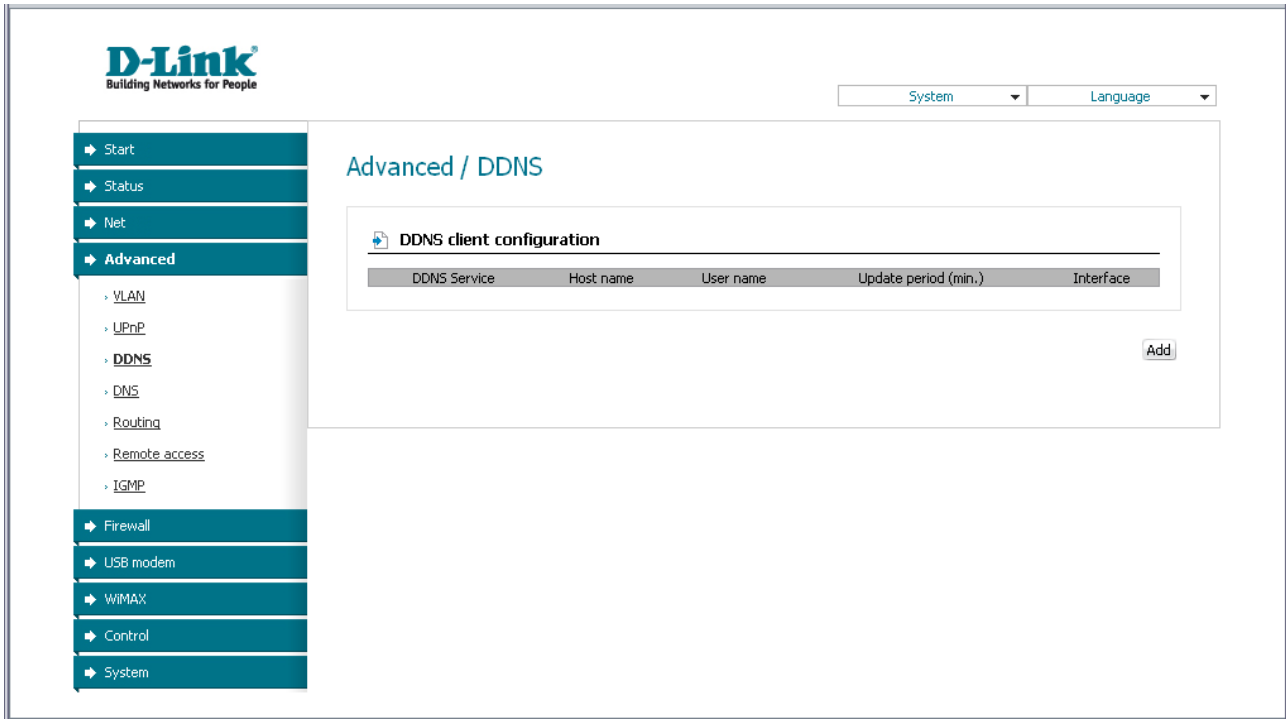 D-Link®
Building Networks for People
System
Language
Start
Status
Net
Advanced
VLAN
UPnP
DDNS
DNS
Routing
Remote access
IGMP
Firewall
USB modem
WiMAX
Control
System
Advanced / DDNS
DDNS client configuration
DDNS Service Host name User name Update period (min.) Interface
Add